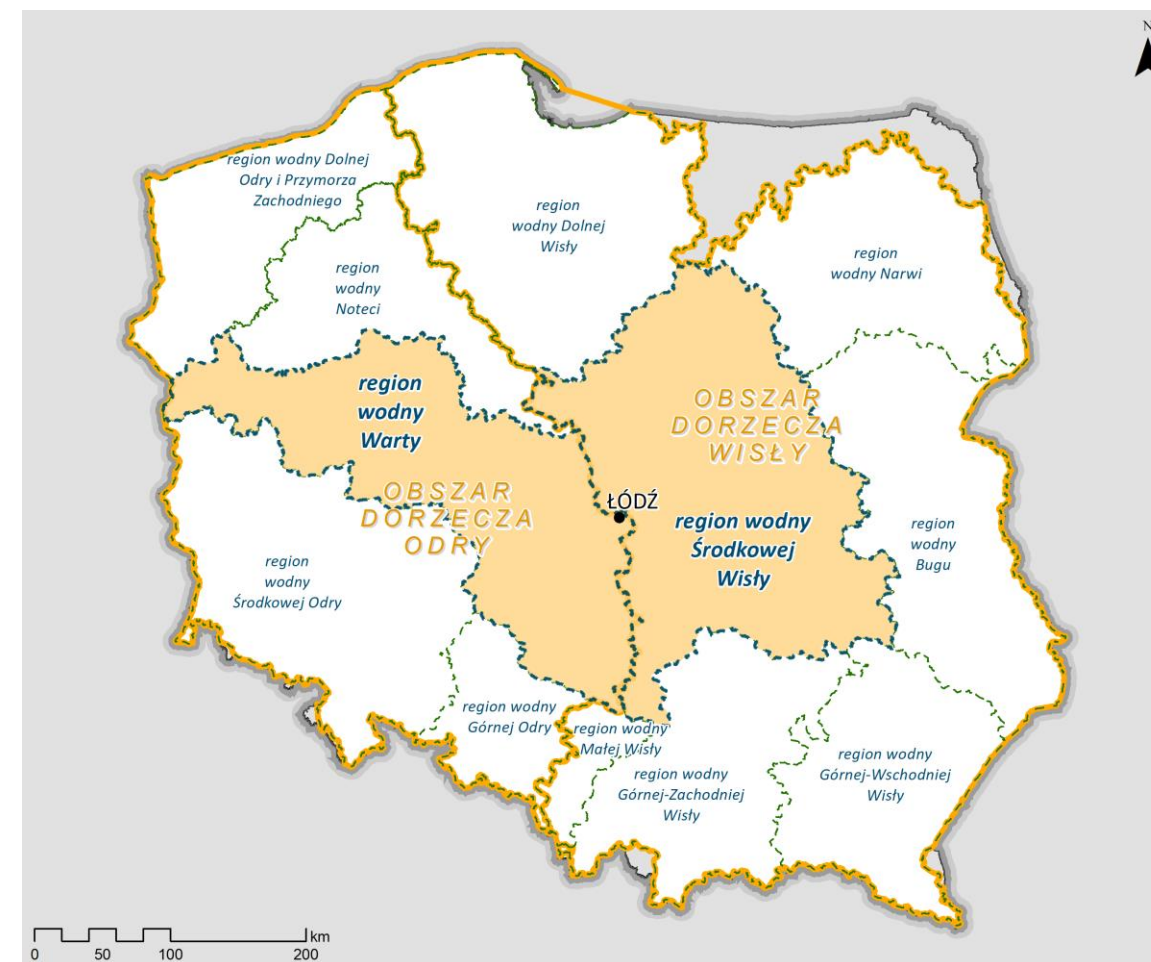 N
region wodny Dolnej
Odry i Przymorza
Zachodniego
region
wodny Dolnej
Wisły
region
wodny Narwi
region
wodny
Noteci
region
wodny
Warty
OBSZAR
DORZECZA
WISŁY
OBSZAR
DORZECZA
ODRY
ŁÓDŹ
region wodny
Środkowej
Wisły
region
wodny
Bugu
region
wodny
Środkowej Odry
region wodny
Górnej Odry
region wodny
Małej Wisły
region wodny
Górnej-Zachodniej
Wisły
region wodny
Górnej-Wschodniej
Wisły
km
0 50 100 200